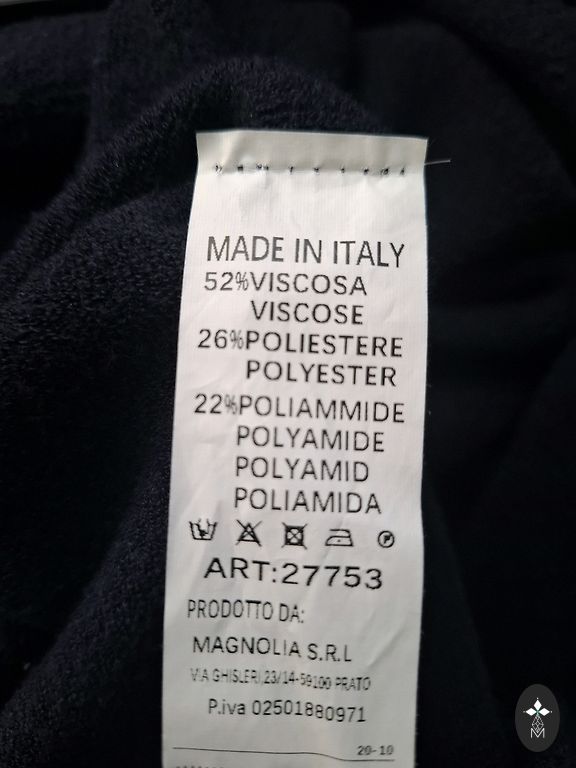 MADE IN ITALY
52%VISCOSA
VISCOSE
26%POLIESTERE
POLYESTER
22%POLIAMMIDE
POLYAMIDE
POLYAMID
POLIAMIDA
ART:27753
PRODOTTO DA:
MAGNOLIA S.R.L
VIA GHISLERI,23/14-59100 PRATO
P.iva 02501880971
20-10